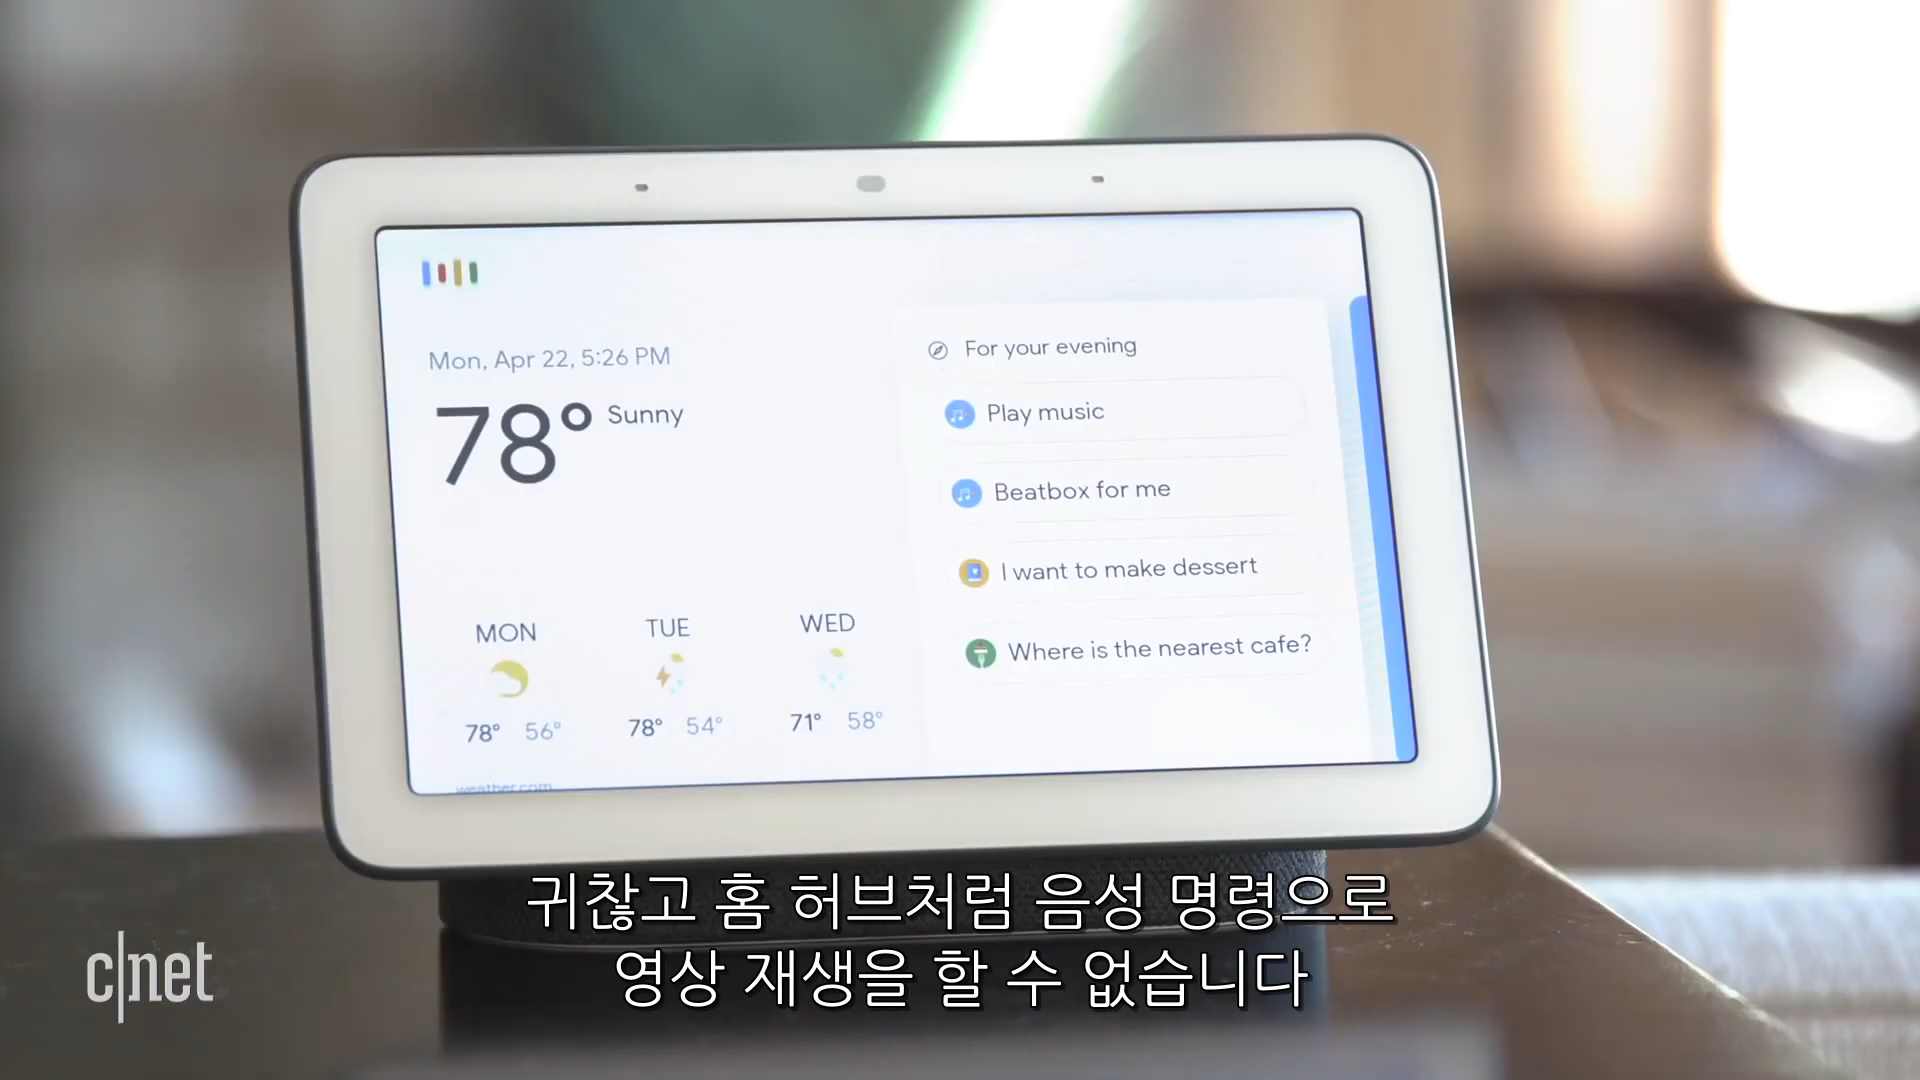 Mon, Apr 22, 5:26 PM
78° Sunny
MON TUE WED
78° 56° 78° 54° 71° 58°
weather.com
For your evening
Play music
Beatbox for me
I want to make dessert
Where is the nearest cafe?
귀찮고 홈 허브처럼 음성 명령으로
영상 재생을 할 수 없습니다
c|net